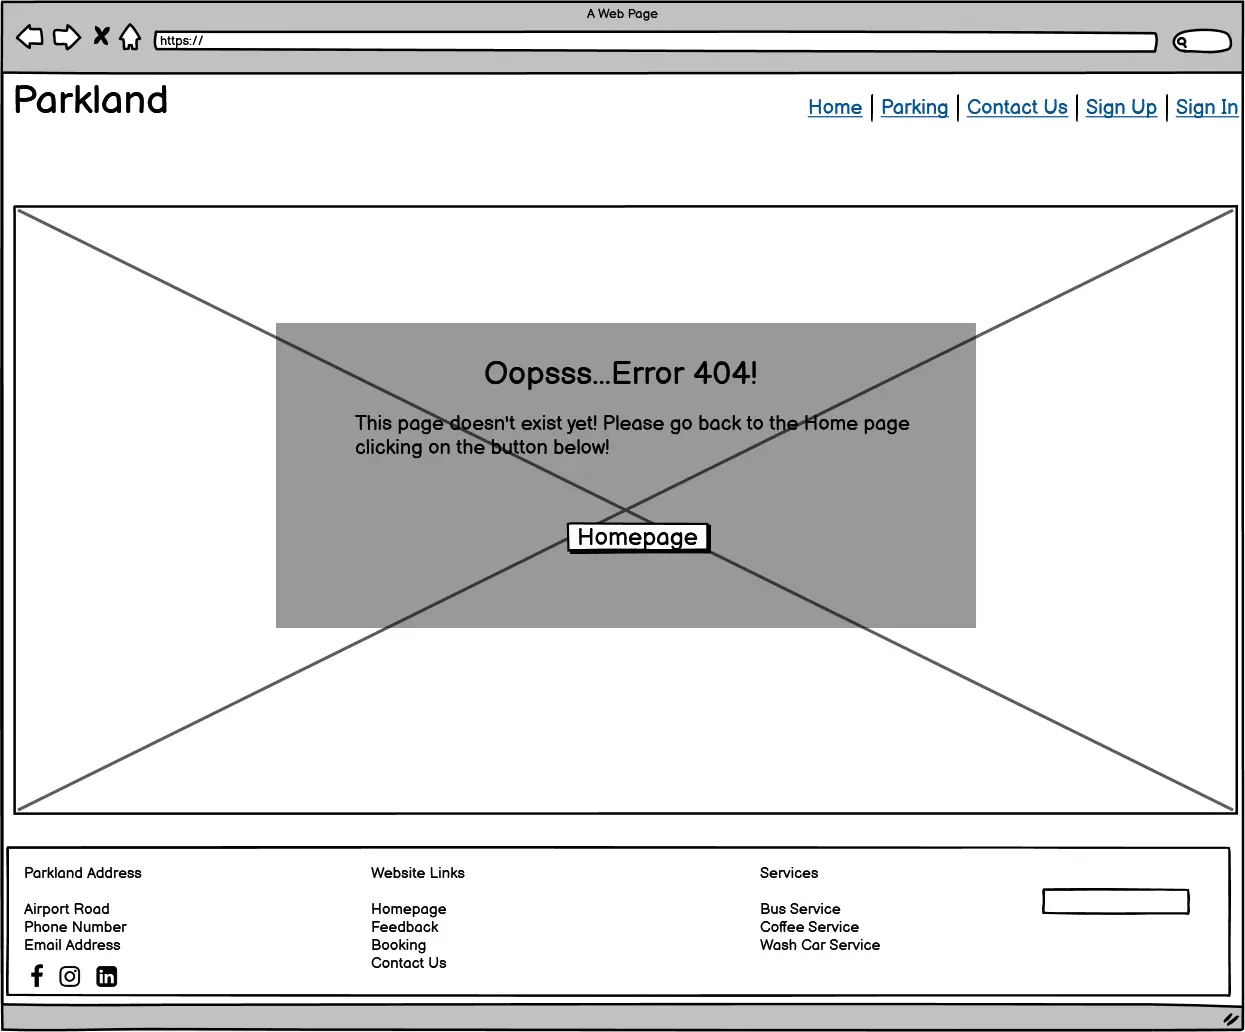 A Web Page
https://
Parkland
Home | Parking | Contact Us | Sign Up | Sign In
Oopsss...Error 404!
This page doesn't exist yet! Please go back to the Home page
clicking on the button below!
Homepage
Parkland Address
Airport Road
Phone Number
Email Address
Website Links
Homepage
Feedback
Booking
Contact Us
Services
Bus Service
Coffee Service
Wash Car Service